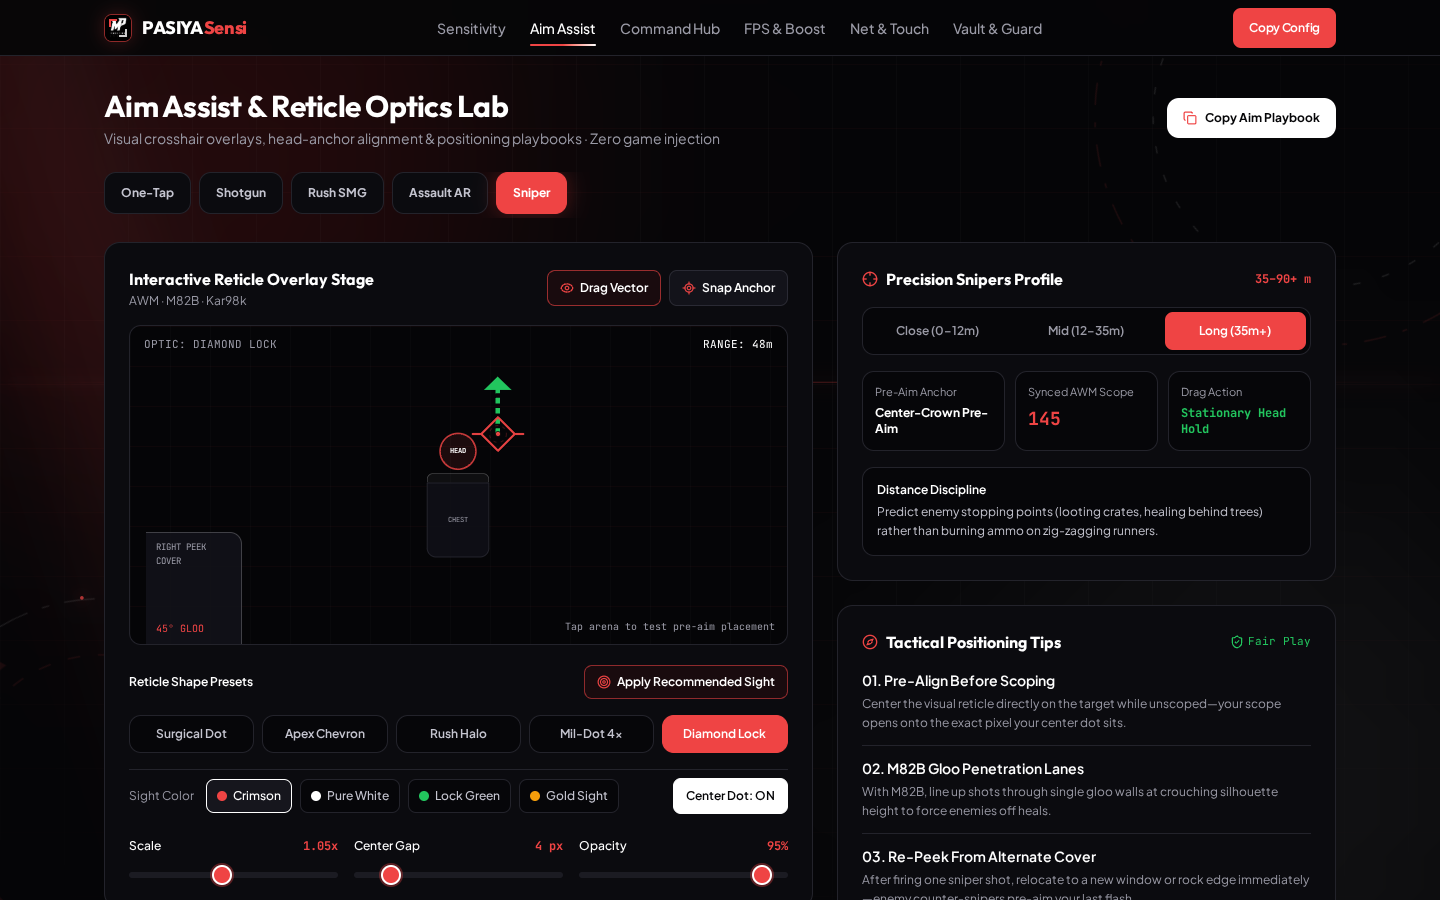 PASIYA Sensi
Sensitivity
Aim Assist
Command Hub
FPS & Boost
Net & Touch
Vault & Guard
Copy Config
Aim Assist & Reticle Optics Lab
Visual crosshair overlays, head-anchor alignment & positioning playbooks · Zero game injection
Copy Aim Playbook
One-Tap
Shotgun
Rush SMG
Assault AR
Sniper
Interactive Reticle Overlay Stage
AWM · M82B · Kar98k
Drag Vector
Snap Anchor
OPTIC: DIAMOND LOCK
RANGE: 48m
HEAD
CHEST
RIGHT PEEK
COVER
45° GLOO
Tap arena to test pre-aim placement
Reticle Shape Presets
Apply Recommended Sight
Surgical Dot
Apex Chevron
Rush Halo
Mil-Dot 4×
Diamond Lock
Sight Color
Crimson
Pure White
Lock Green
Gold Sight
Center Dot: ON
Scale
1.05x
Center Gap
4 px
Opacity
95%
Precision Snipers Profile
35–90+ m
Close (0–12m)
Mid (12–35m)
Long (35m+)
Pre-Aim Anchor
Center-Crown Pre-
Aim
Synced AWM Scope
145
Drag Action
Stationary Head
Hold
Distance Discipline
Predict enemy stopping points (looting crates, healing behind trees)
rather than burning ammo on zig-zagging runners.
Tactical Positioning Tips
Fair Play
01. Pre-Align Before Scoping
Center the visual reticle directly on the target while unscoped—your scope
opens onto the exact pixel your center dot sits.
02. M82B Gloo Penetration Lanes
With M82B, line up shots through single gloo walls at crouching silhouette
height to force enemies off heals.
03. Re-Peek From Alternate Cover
After firing one sniper shot, relocate to a new window or rock edge immediately
—enemy counter-snipers pre-aim your last flash.